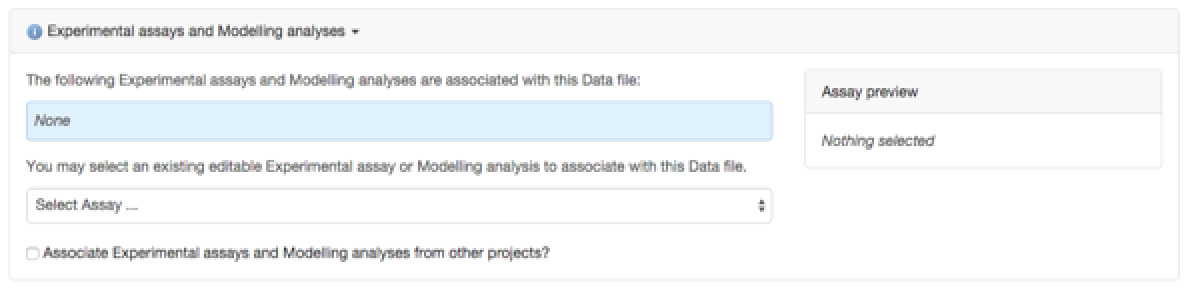 Experimental assays and Modelling analyses
The following Experimental assays and Modelling analyses are associated with this Data file:
None
You may select an existing editable Experimental assay or Modelling analysis to associate with this Data file.
Select Assay ...
Associate Experimental assays and Modelling analyses from other projects?
Assay preview
Nothing selected